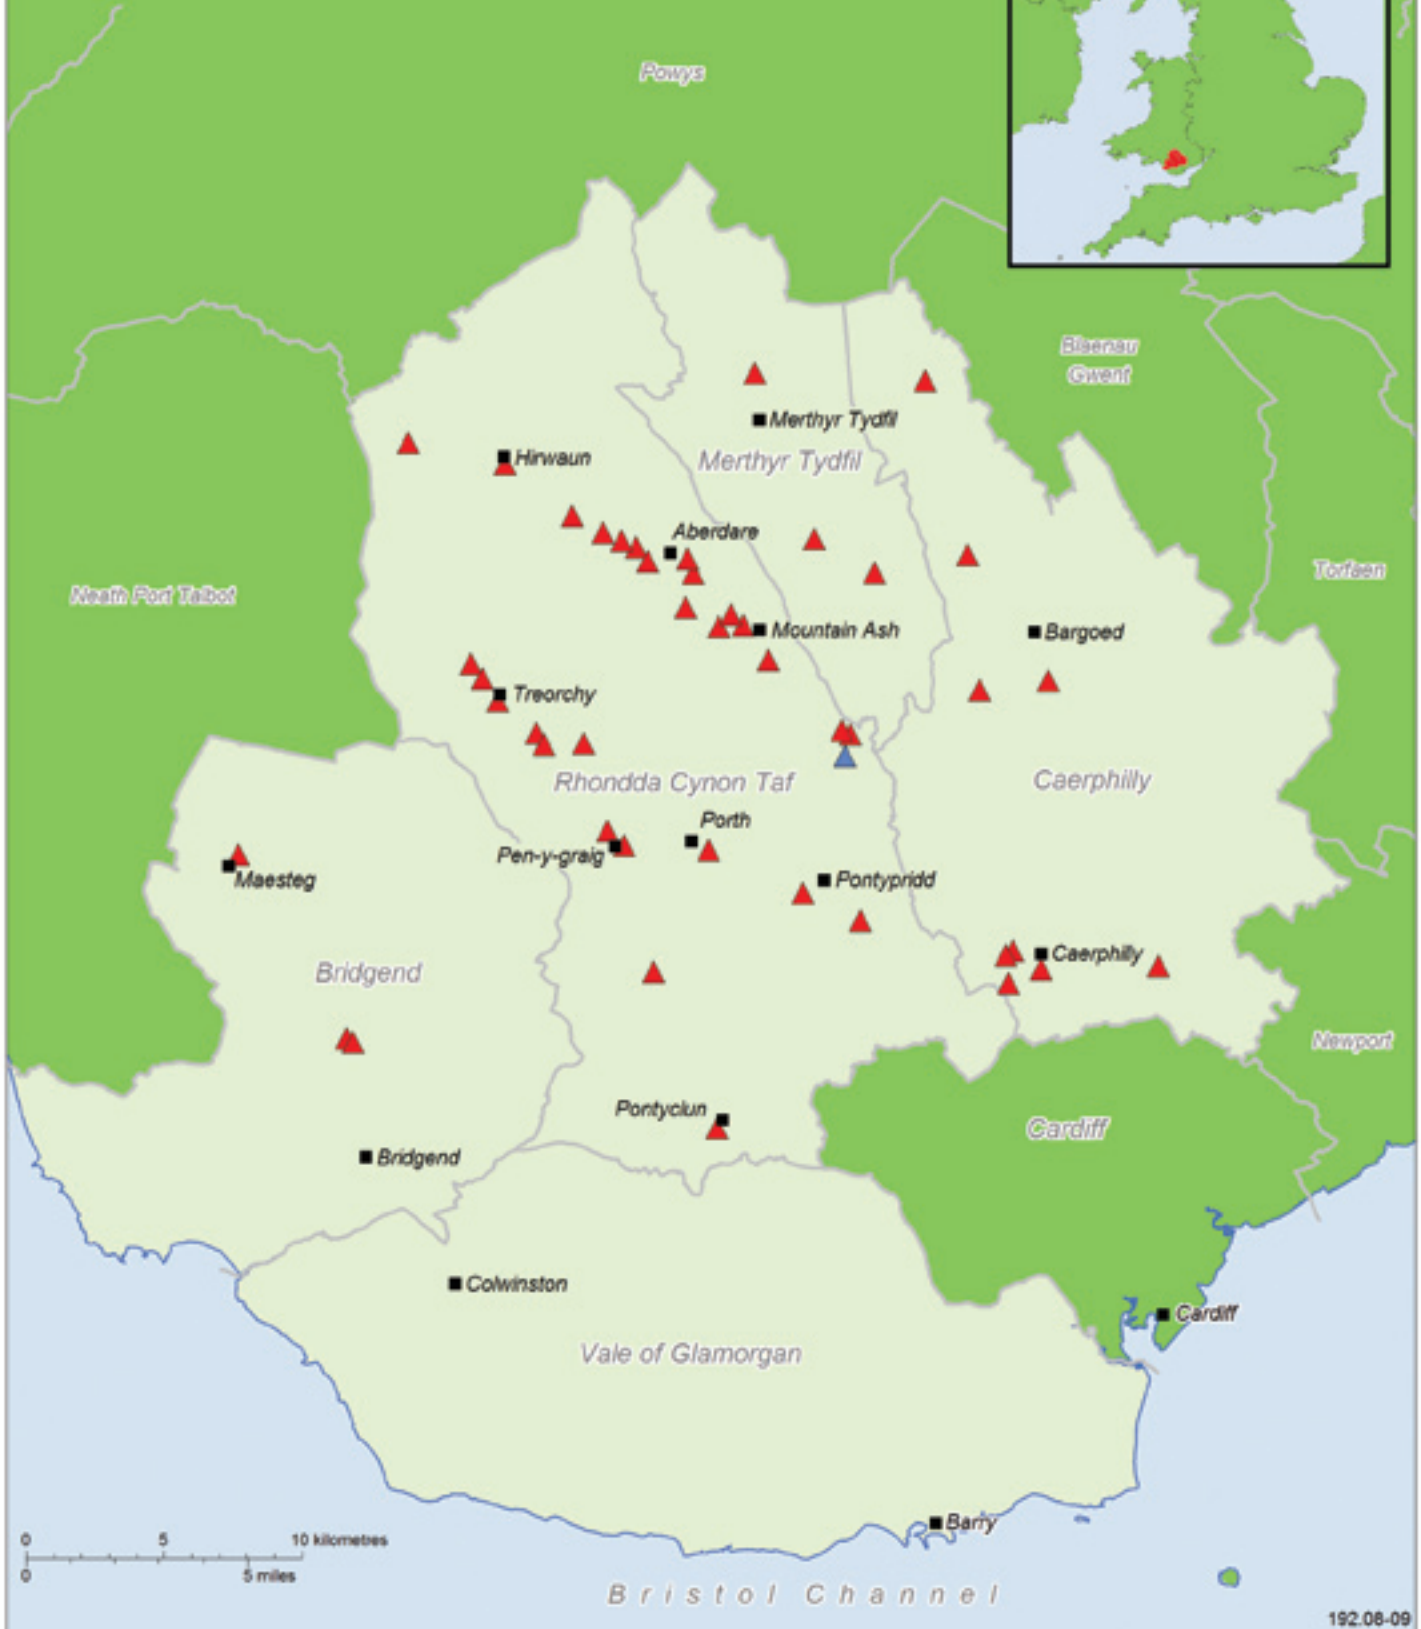 Powys
Blaenau
Gwent
Merthyr Tydfil
Hirwaun
Merthyr Tydfil
Aberdare
Torfaen
Neath Port Talbot
Mountain Ash
Bargoed
Treorchy
Rhondda Cynon Taf
Caerphilly
Porth
Pen-y-graig
Maesteg
Pontypridd
Caerphilly
Bridgend
Newport
Pontyclun
Cardiff
Bridgend
Colwinston
Cardiff
Vale of Glamorgan
Barry
0 5 10 kilometres
0 5 miles
Bristol Channel
192.08-09